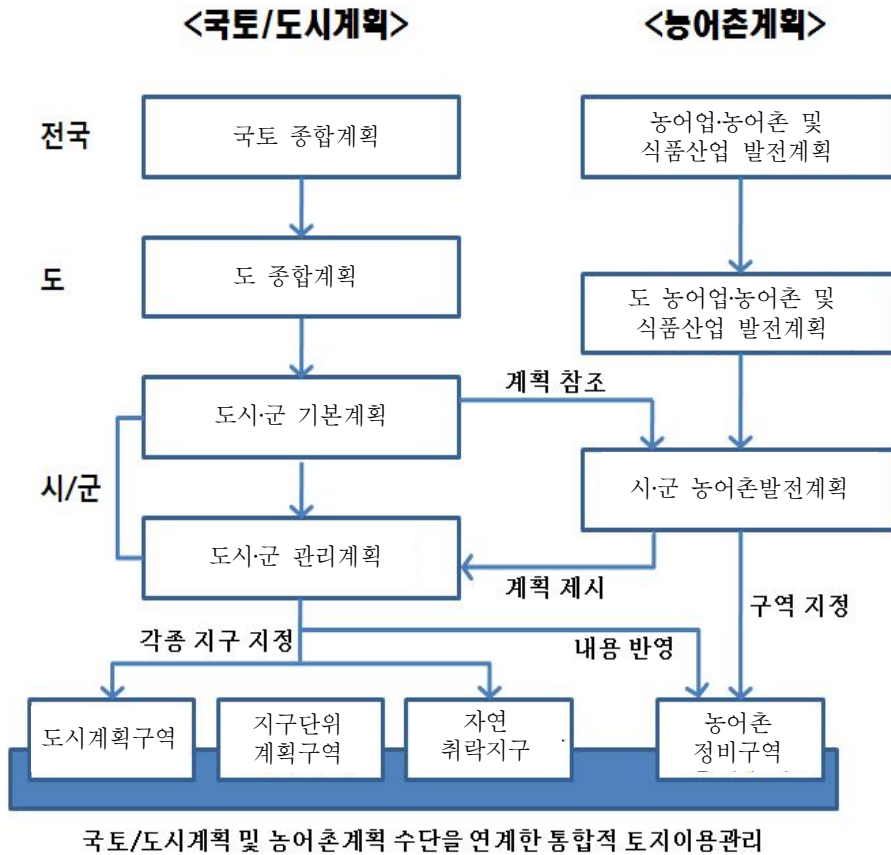 <국토/도시계획>
<농어촌계획>
전국
국토 종합계획
농어업·농어촌 및
식품산업 발전계획
도
도 종합계획
도 농어업·농어촌 및
식품산업 발전계획
계획 참조
도시·군 기본계획
시/군
시·군 농어촌발전계획
도시·군 관리계획
계획 제시
구역 지정
각종 지구 지정
내용 반영
도시계획구역
지구단위
계획구역
자연
취락지구
농어촌
정비구역
국토/도시계획 및 농어촌계획 수단을 연계한 통합적 토지이용관리